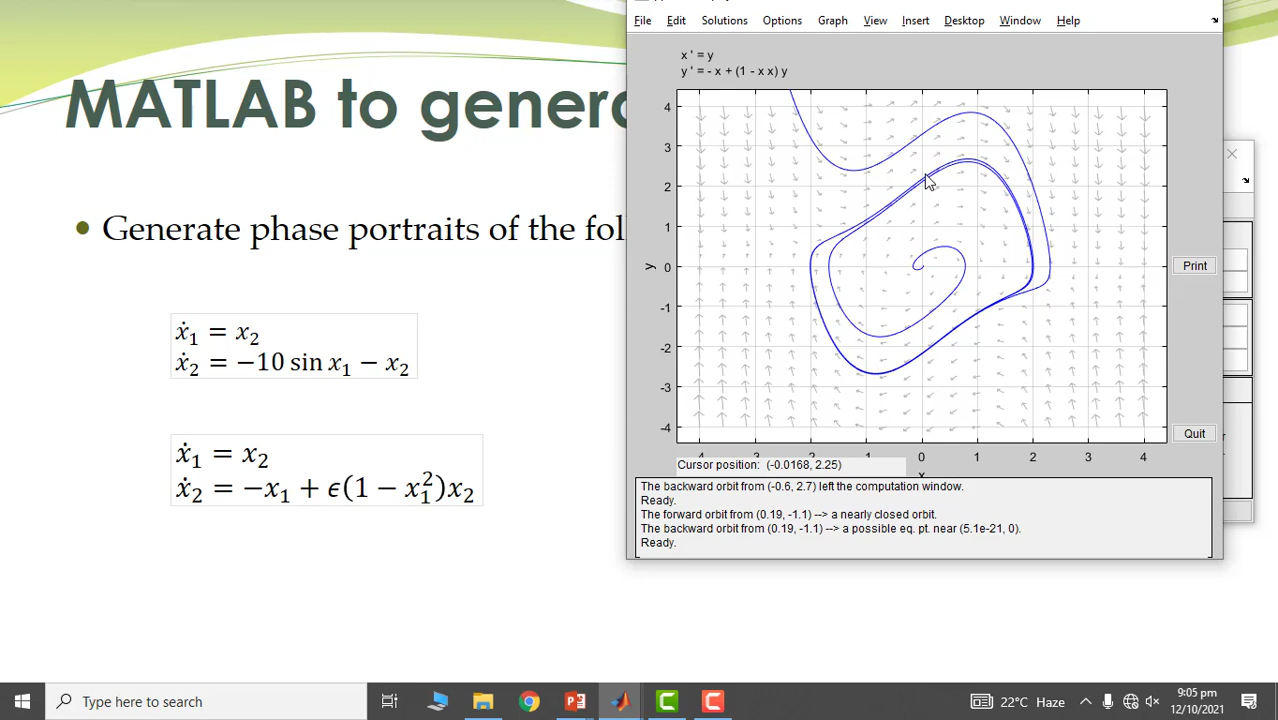 MATLAB to genera
Generate phase portraits of the fol
ẋ₁ = x₂
ẋ₂ = −10 sin x₁ − x₂
ẋ₁ = x₂
ẋ₂ = −x₁ + ϵ(1 − x₁²)x₂
File Edit Solutions Options Graph View Insert Desktop Window Help
x ' = y
y ' = - x + (1 - x x) y
4
3
2
1
0
-1
-2
-3
-4
y
4 -3 -2 -1 0 1 2 3 4
x
Print
Quit
Cursor position: (-0.0168, 2.25)
The backward orbit from (-0.6, 2.7) left the computation window.
Ready.
The forward orbit from (0.19, -1.1) --> a nearly closed orbit.
The backward orbit from (0.19, -1.1) --> a possible eq. pt. near (5.1e-21, 0).
Ready.
Type here to search
22°C Haze
9:05 pm
12/10/2021